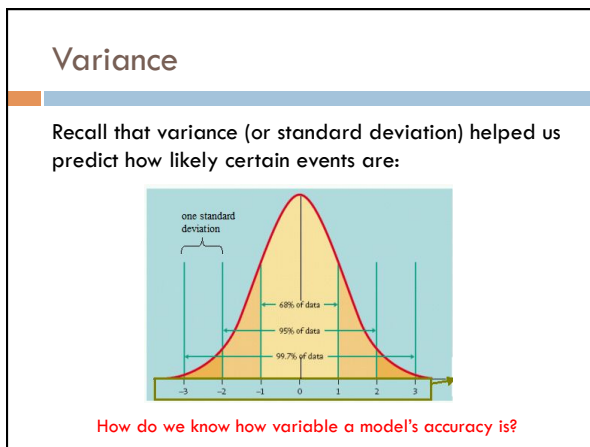 Variance
Recall that variance (or standard deviation) helped us
predict how likely certain events are:
one standard
deviation
68% of data
95% of data
99.7% of data
-3 -2 -1 0 1 2 3
How do we know how variable a model's accuracy is?